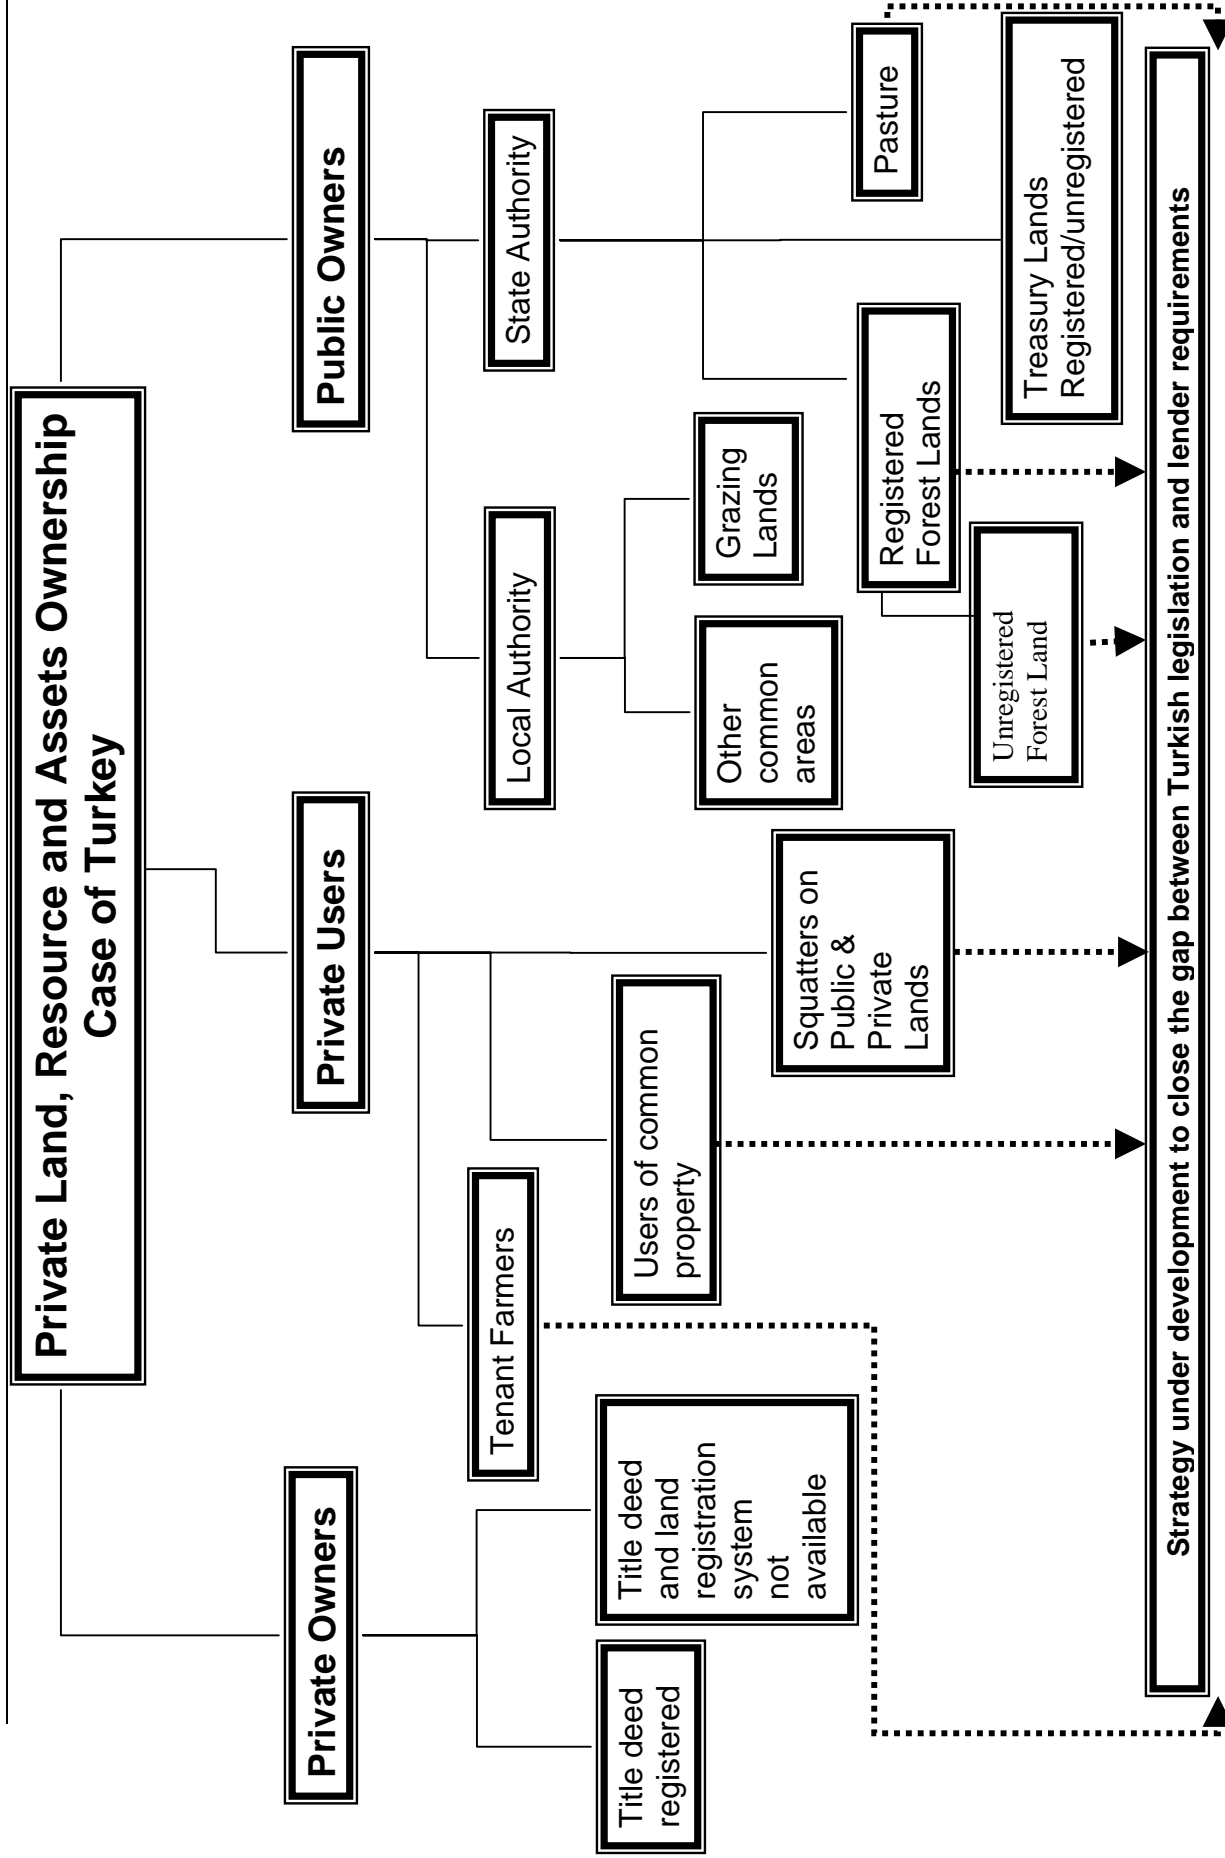 Private Land, Resource and Assets Ownership
Case of Turkey
Private Owners
Private Users
Public Owners
Title deed
registered
Title deed
and land
registration
system
not
available
Tenant Farmers
Users of common
property
Squatters on
Public &
Private
Lands
Local Authority
State Authority
Other
common
areas
Grazing
Lands
Registered
Forest Lands
Unregistered
Forest Land
Pasture
Treasury Lands
Registered/unregistered
Strategy under development to close the gap between Turkish legislation and lender requirements